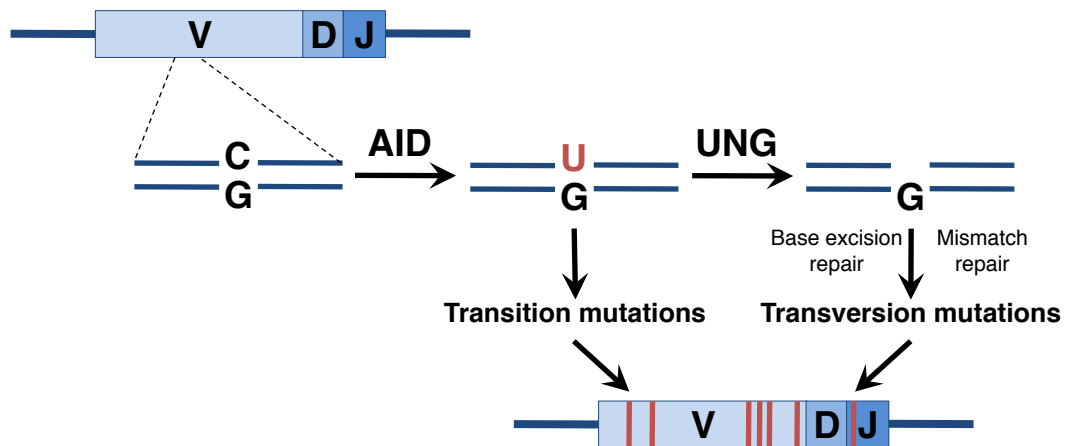 V D J
C
G
AID
U
G
UNG
G
Base excision
repair
Mismatch
repair
Transition mutations
Transversion mutations
V D J